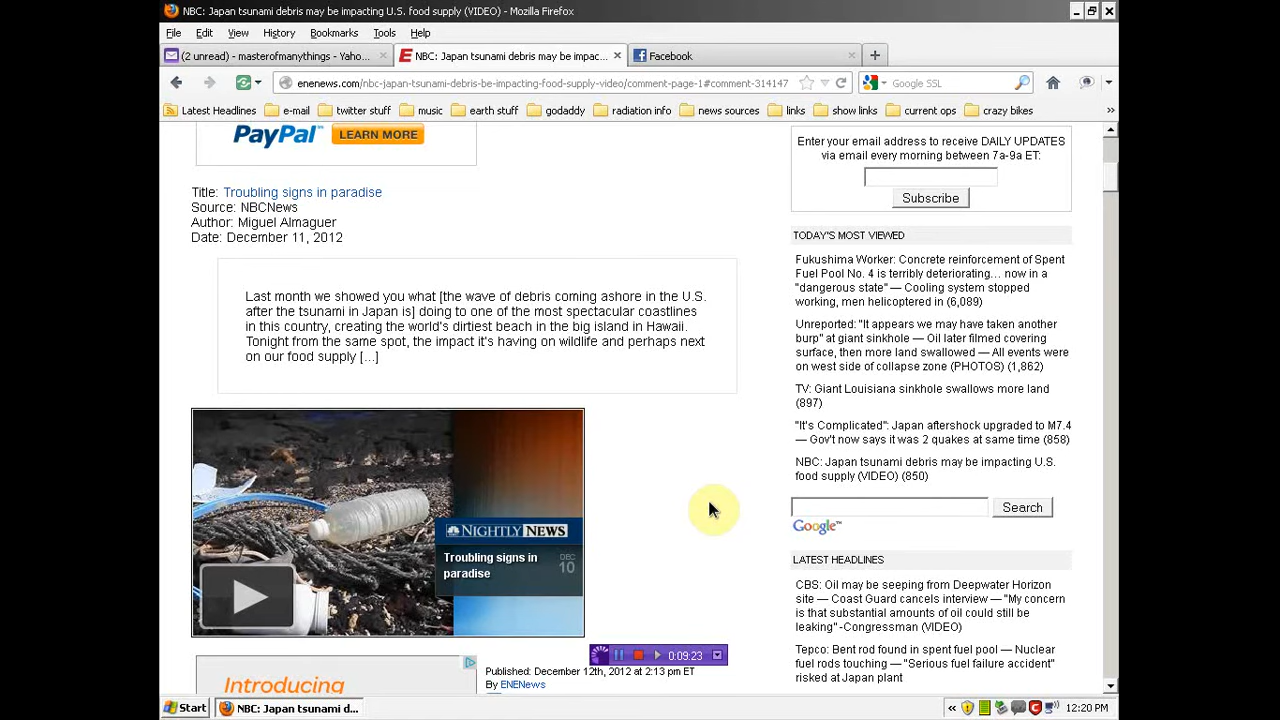 NBC: Japan tsunami debris may be impacting U.S. food supply (VIDEO) - Mozilla Firefox
File Edit View History Bookmarks Tools Help
(2 unread) - masterofmanythings - Yaho...
NBC: Japan tsunami debris may be impac...
Facebook
enenews.com/nbc-japan-tsunami-debris-be-impacting-food-supply-video/comment-page-1#comment-314147
Google SSL
Latest Headlines e-mail twitter stuff music earth stuff godaddy radiation info news sources links show links current ops crazy bikes
PayPal™ LEARN MORE
Title: Troubling signs in paradise
Source: NBCNews
Author: Miguel Almaguer
Date: December 11, 2012
Last month we showed you what [the wave of debris coming ashore in the U.S.
after the tsunami in Japan is] doing to one of the most spectacular coastlines
in this country, creating the world's dirtiest beach in the big island in Hawaii.
Tonight from the same spot, the impact it's having on wildlife and perhaps next
on our food supply [...]
NIGHTLY NEWS
Troubling signs in
paradise
DEC
10
0:09:23
Introducing
Published: December 12th, 2012 at 2:13 pm ET
By ENENews
Enter your email address to receive DAILY UPDATES
via email every morning between 7a-9a ET:
Subscribe
TODAY'S MOST VIEWED
Fukushima Worker: Concrete reinforcement of Spent
Fuel Pool No. 4 is terribly deteriorating… now in a
"dangerous state" — Cooling system stopped
working, men helicoptered in (6,089)
Unreported: "It appears we may have taken another
burp" at giant sinkhole — Oil later filmed covering
surface, then more land swallowed — All events were
on west side of collapse zone (PHOTOS) (1,862)
TV: Giant Louisiana sinkhole swallows more land
(897)
"It's Complicated": Japan aftershock upgraded to M7.4
— Gov't now says it was 2 quakes at same time (858)
NBC: Japan tsunami debris may be impacting U.S.
food supply (VIDEO) (850)
Search
Google™
LATEST HEADLINES
CBS: Oil may be seeping from Deepwater Horizon
site — Coast Guard cancels interview — "My concern
is that substantial amounts of oil could still be
leaking" -Congressman (VIDEO)
Tepco: Bent rod found in spent fuel pool — Nuclear
fuel rods touching — "Serious fuel failure accident"
risked at Japan plant
Start
NBC: Japan tsunami d...
12:20 PM